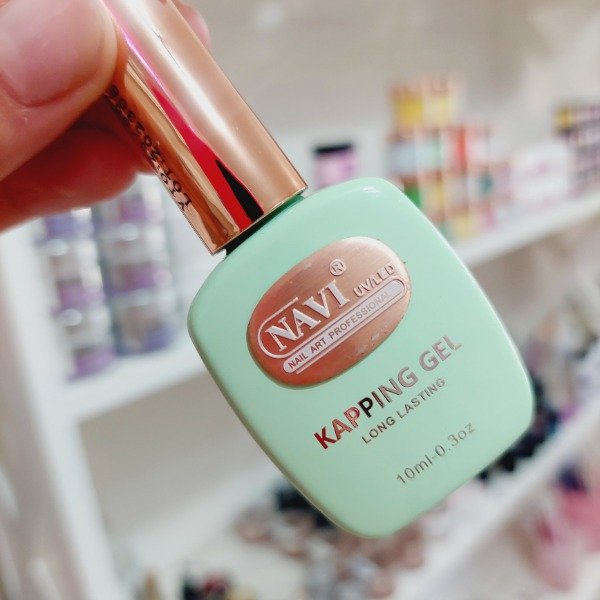 NAVI®
UV/LED
NAIL ART PROFESSIONAL
KAPPING GEL
LONG LASTING
10ml-0.3oz